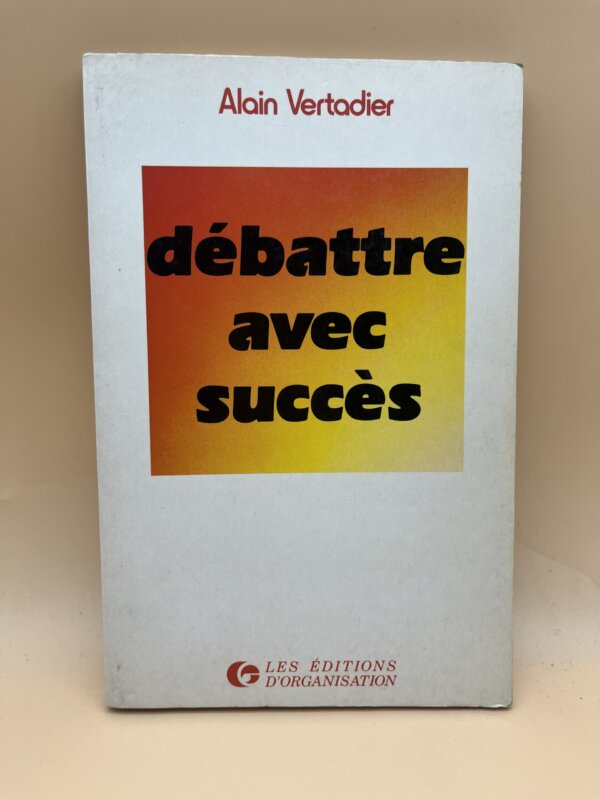 Alain Vertadier
débattre
avec
succès
LES ÉDITIONS
D'ORGANISATION